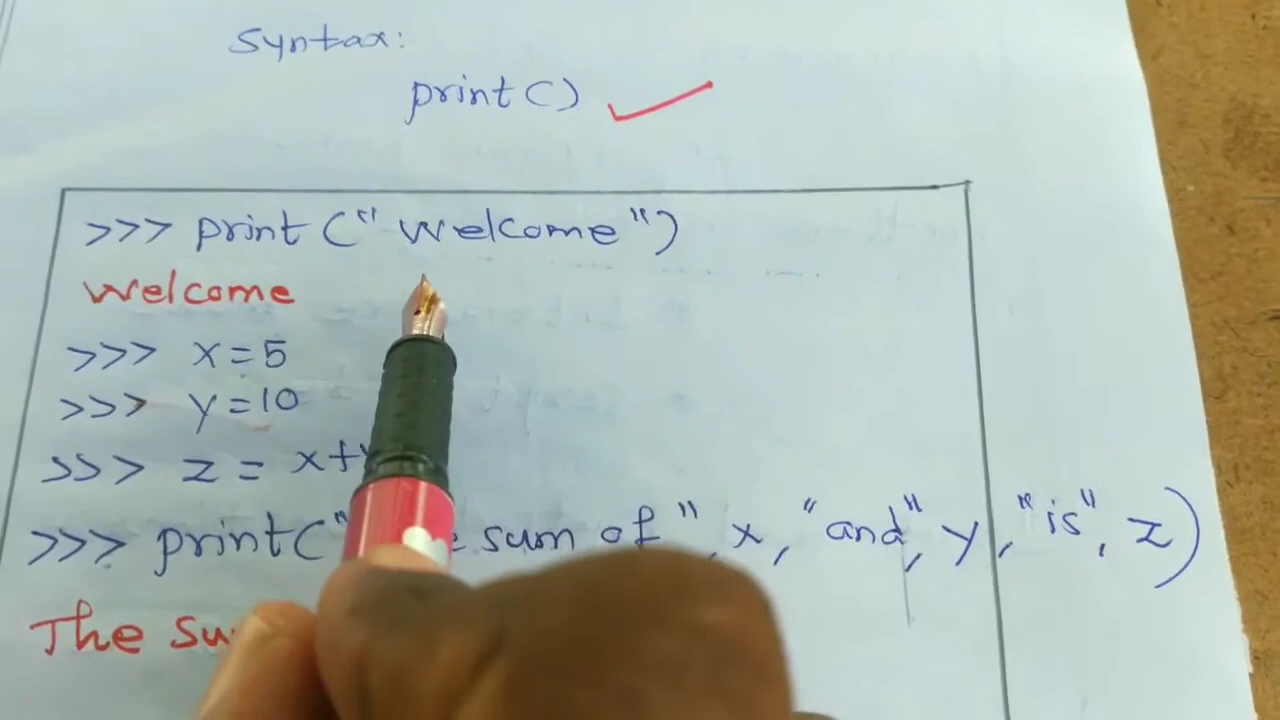 Syntax:
print()
>>> print("Welcome")
Welcome
>>> x=5
>>> y=10
>>> z = x+
>>> print(" sum of", x, "and", y, "is", z)
The